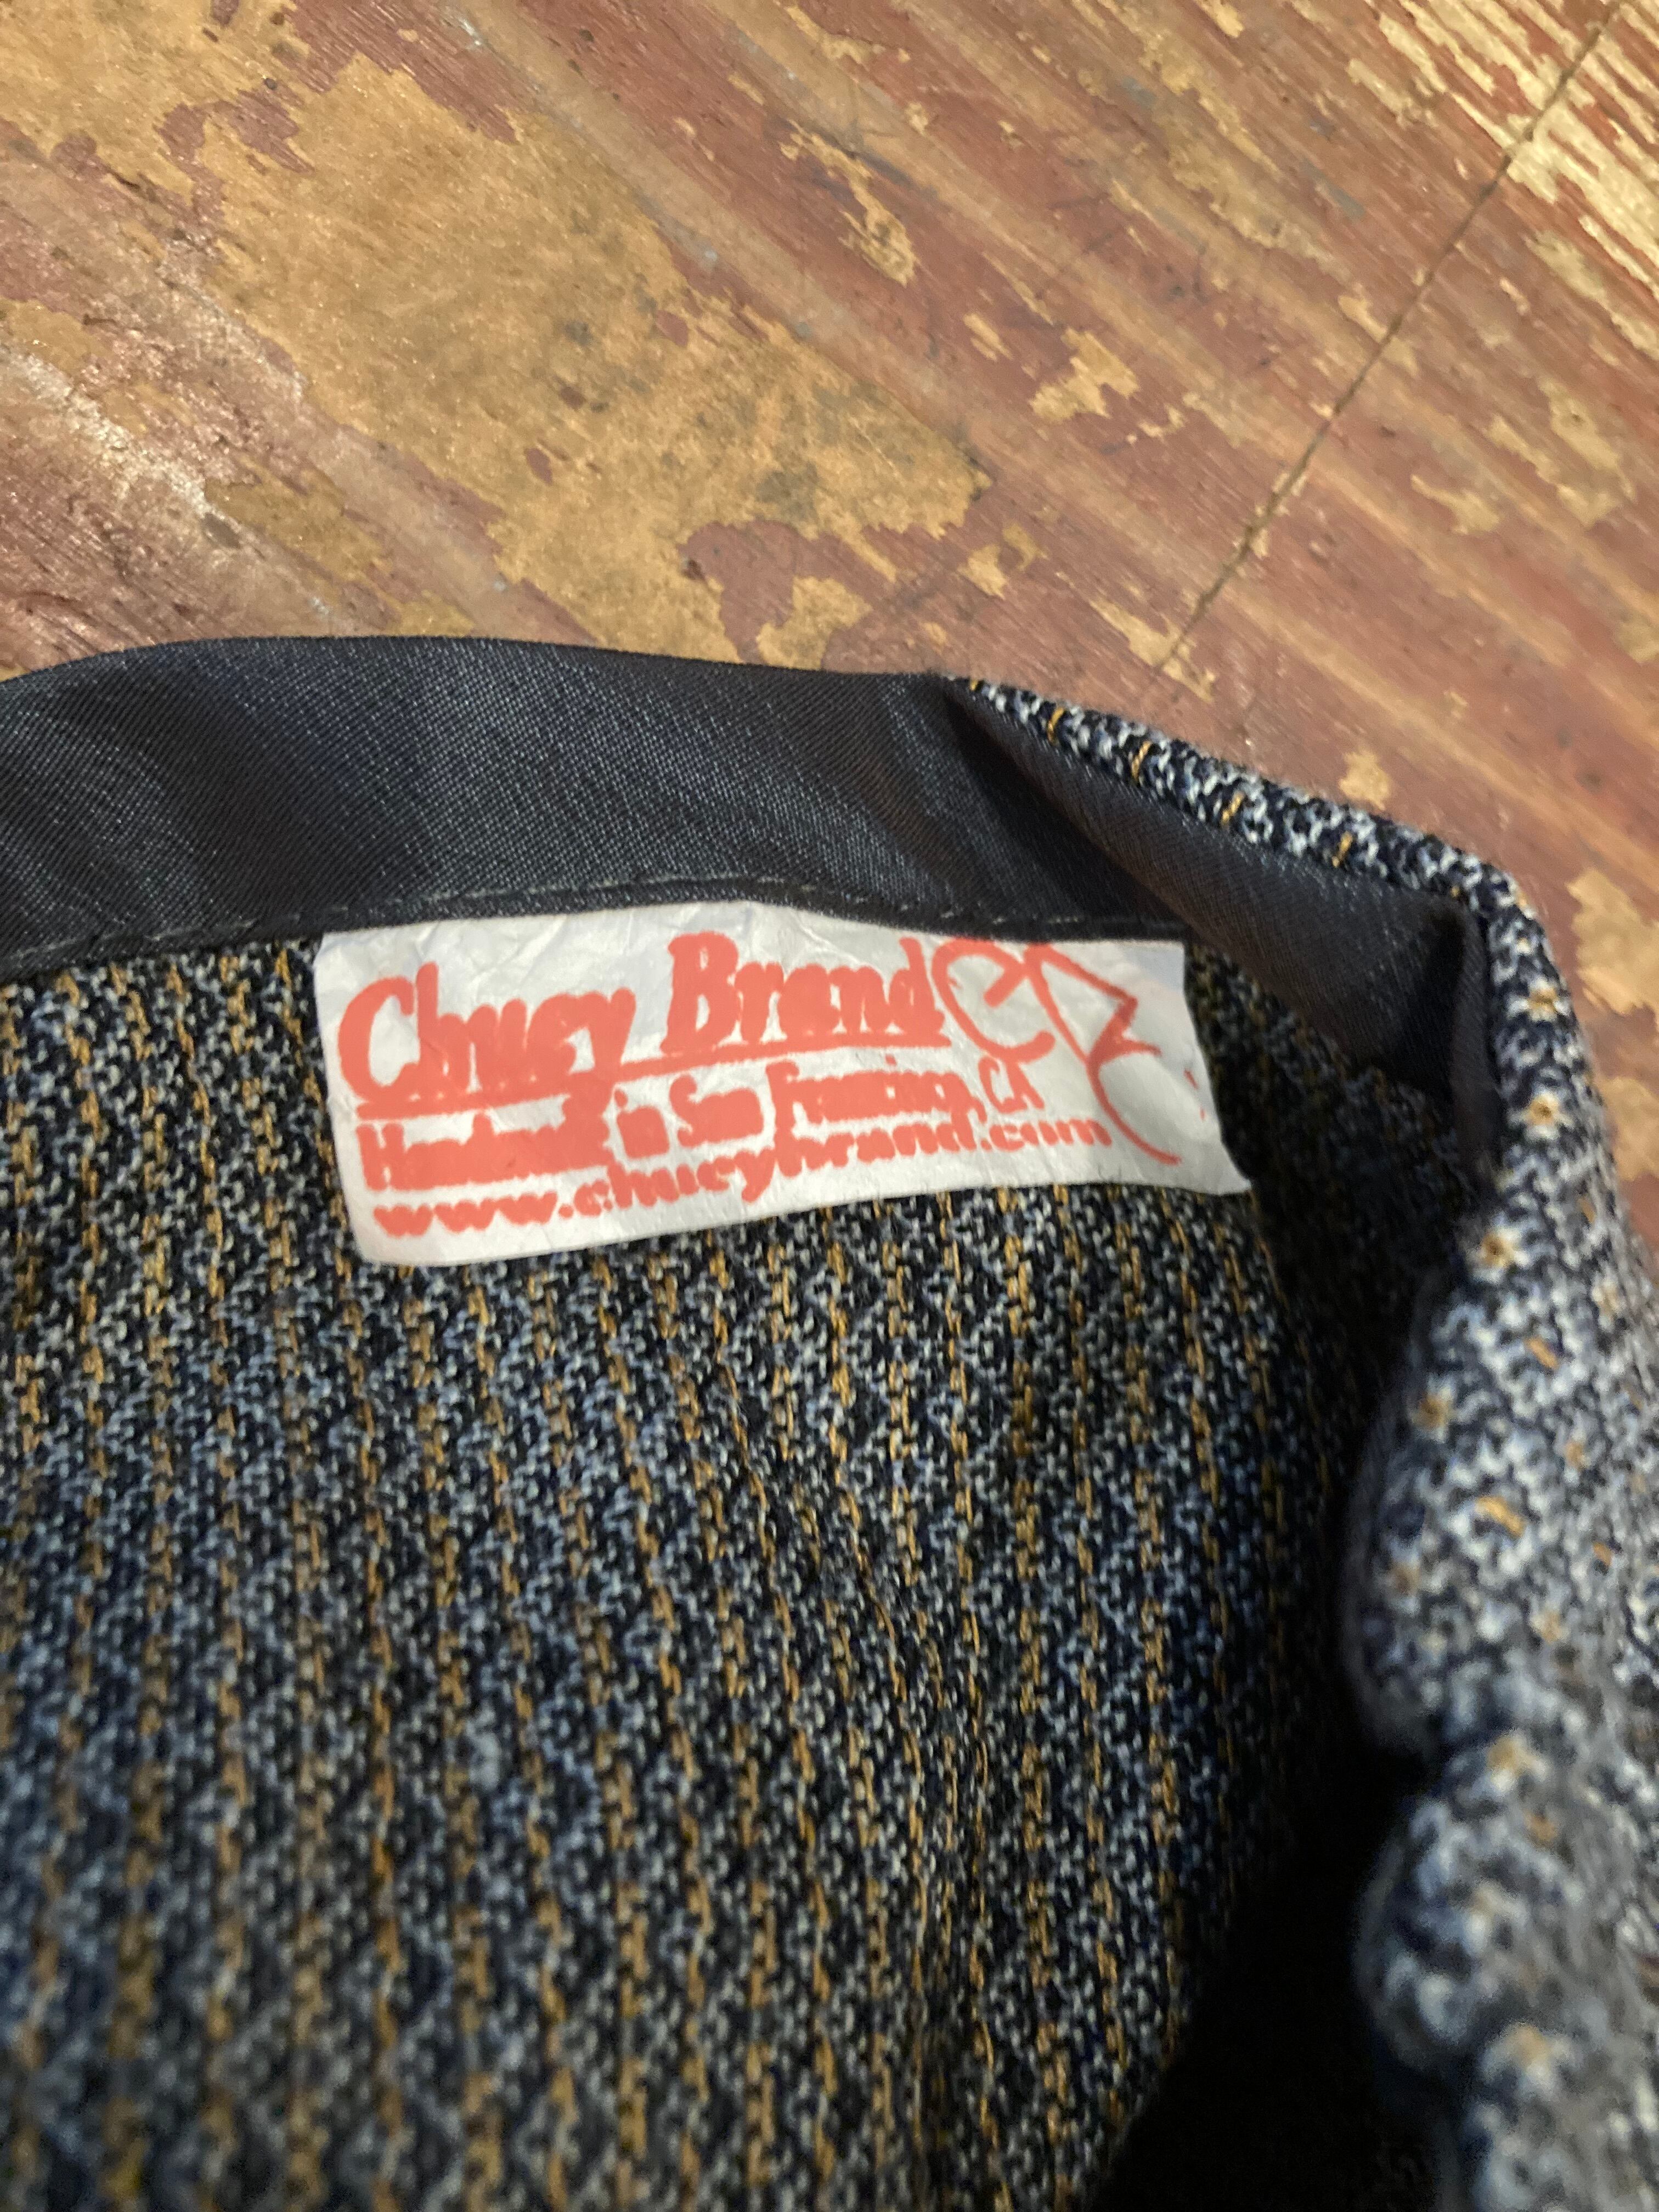 Chuey Brand
Handmade in San Francisco, CA
www.chueybrand.com